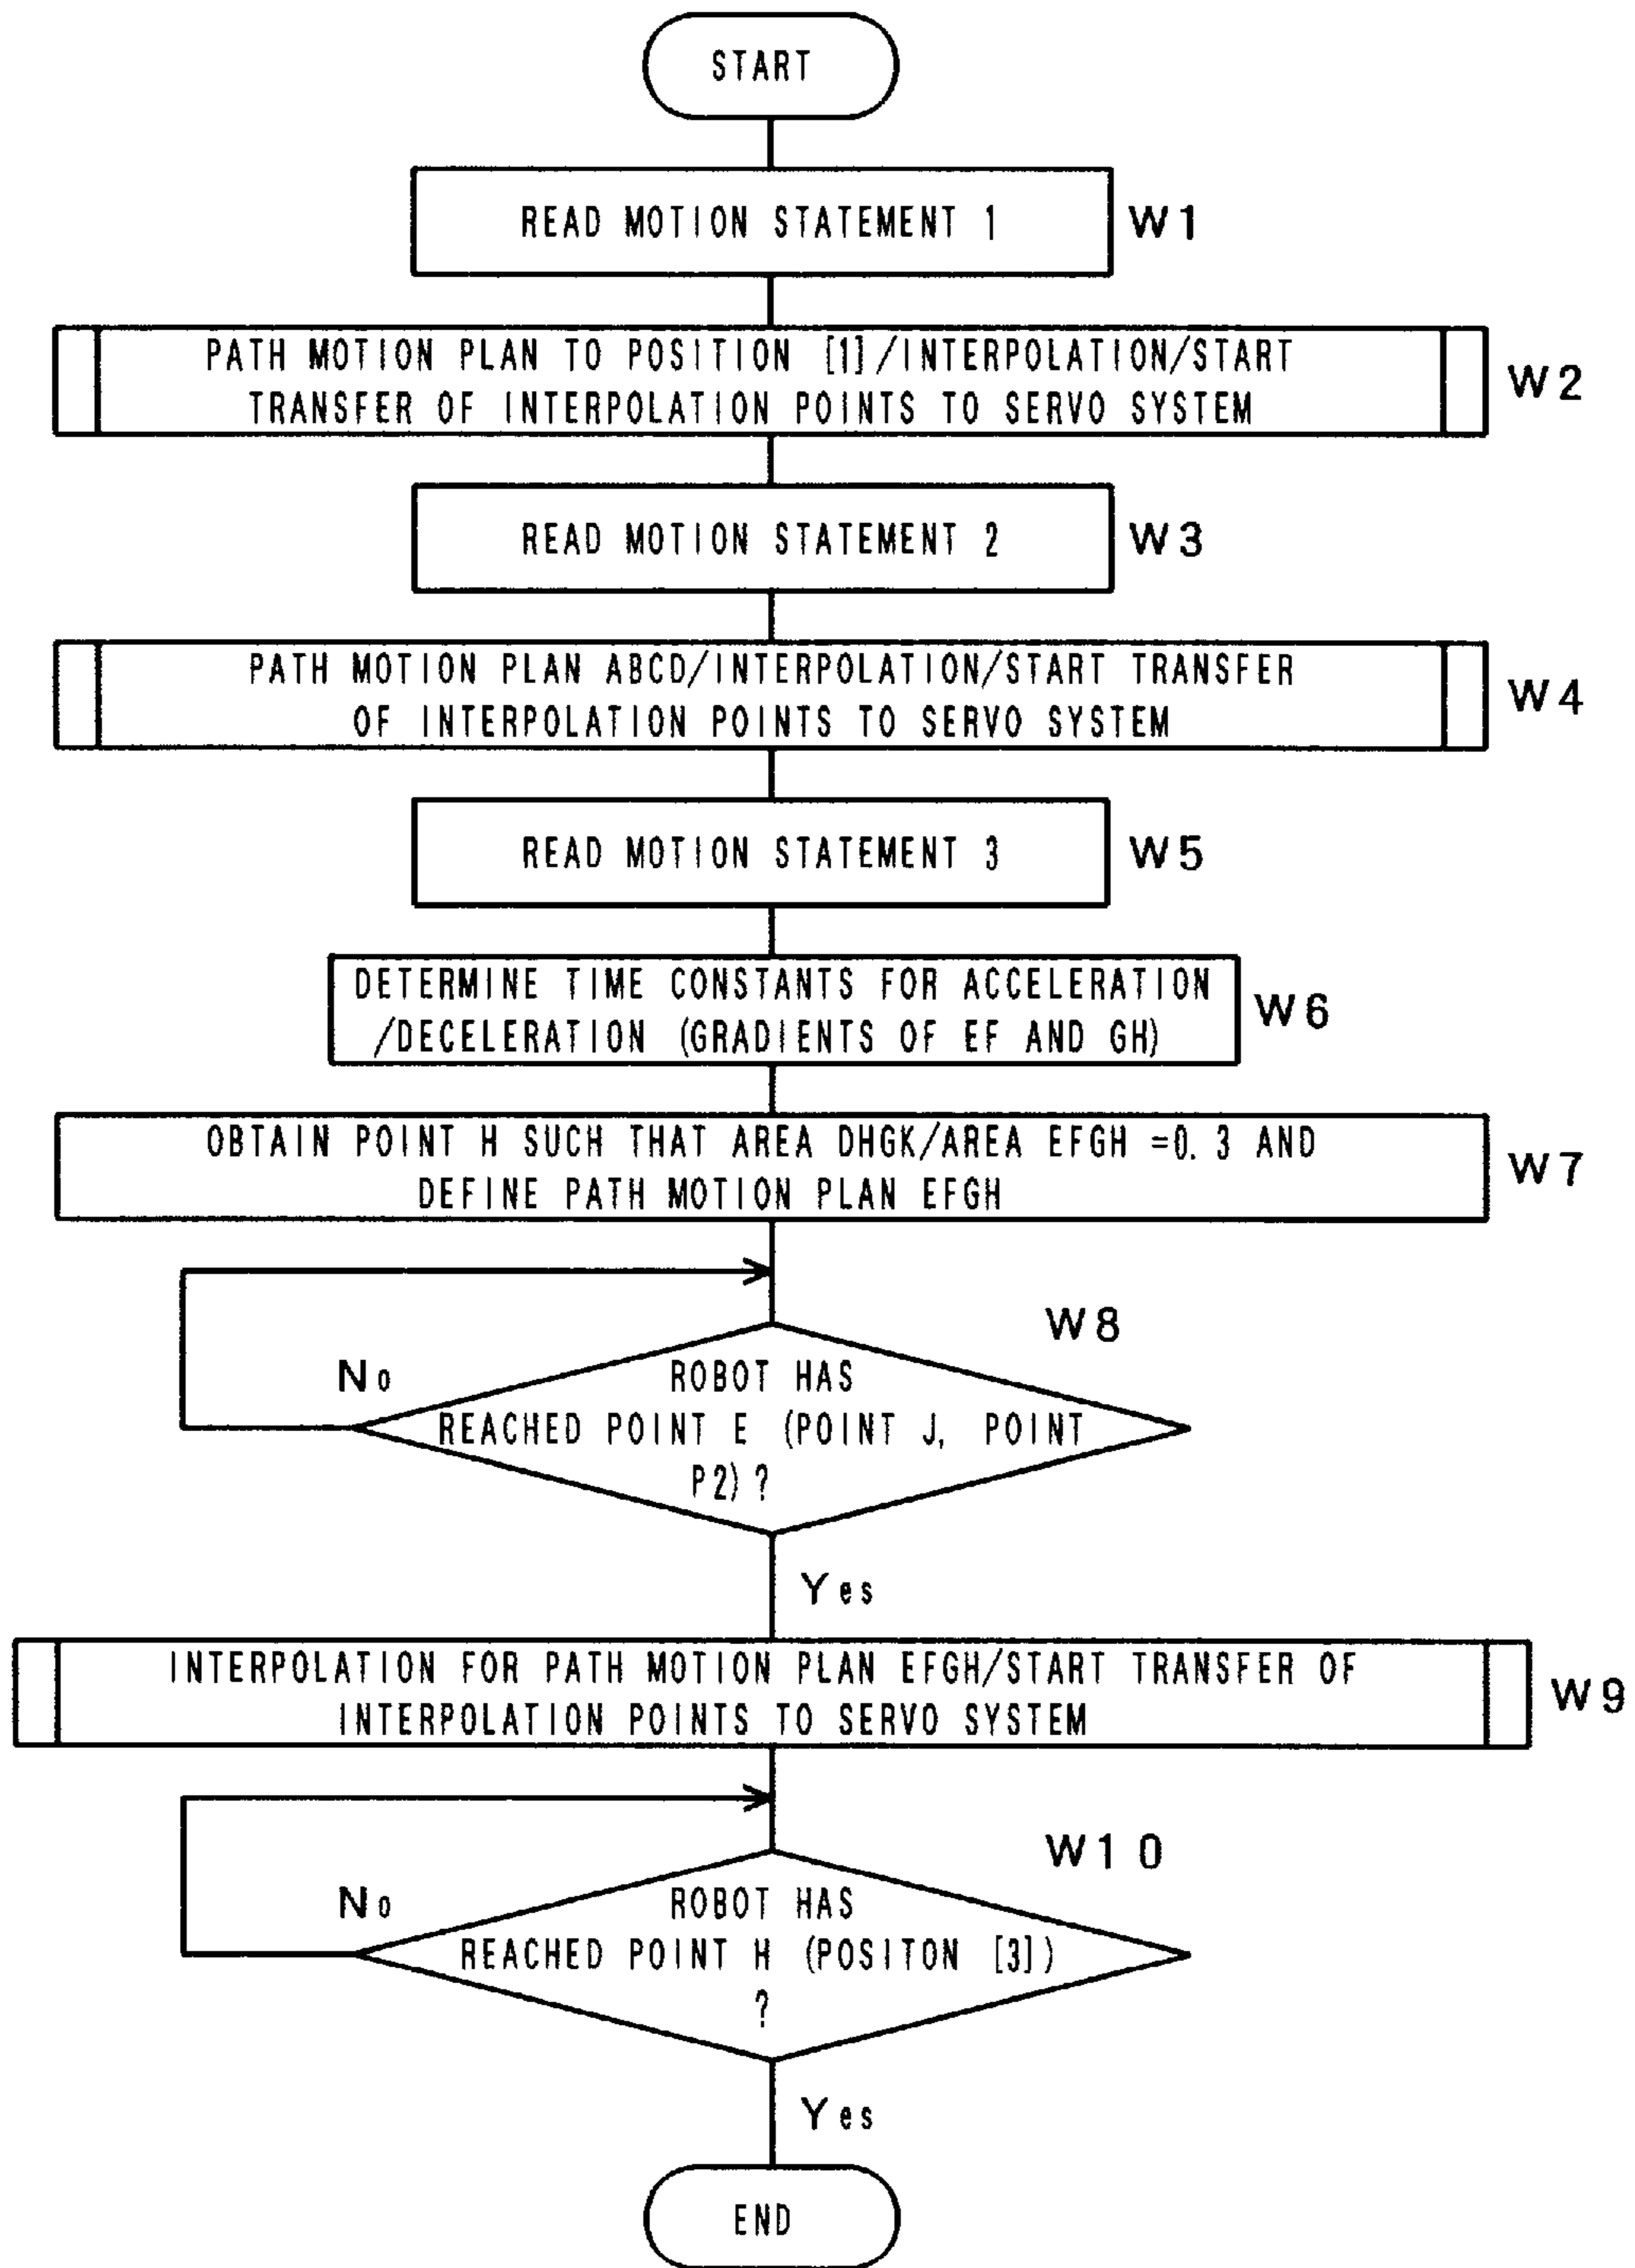 START
READ MOTION STATEMENT 1
W1
PATH MOTION PLAN TO POSITION [1]/INTERPOLATION/START
TRANSFER OF INTERPOLATION POINTS TO SERVO SYSTEM
W2
READ MOTION STATEMENT 2
W3
PATH MOTION PLAN ABCD/INTERPOLATION/START TRANSFER
OF INTERPOLATION POINTS TO SERVO SYSTEM
W4
READ MOTION STATEMENT 3
W5
DETERMINE TIME CONSTANTS FOR ACCELERATION
/DECELERATION (GRADIENTS OF EF AND GH)
W6
OBTAIN POINT H SUCH THAT AREA DHGK/AREA EFGH =0.3 AND
DEFINE PATH MOTION PLAN EFGH
W7
W8
No
ROBOT HAS
REACHED POINT E (POINT J, POINT
P2)?
Yes
INTERPOLATION FOR PATH MOTION PLAN EFGH/START TRANSFER OF
INTERPOLATION POINTS TO SERVO SYSTEM
W9
W10
No
ROBOT HAS
REACHED POINT H (POSITON [3])
?
Yes
END